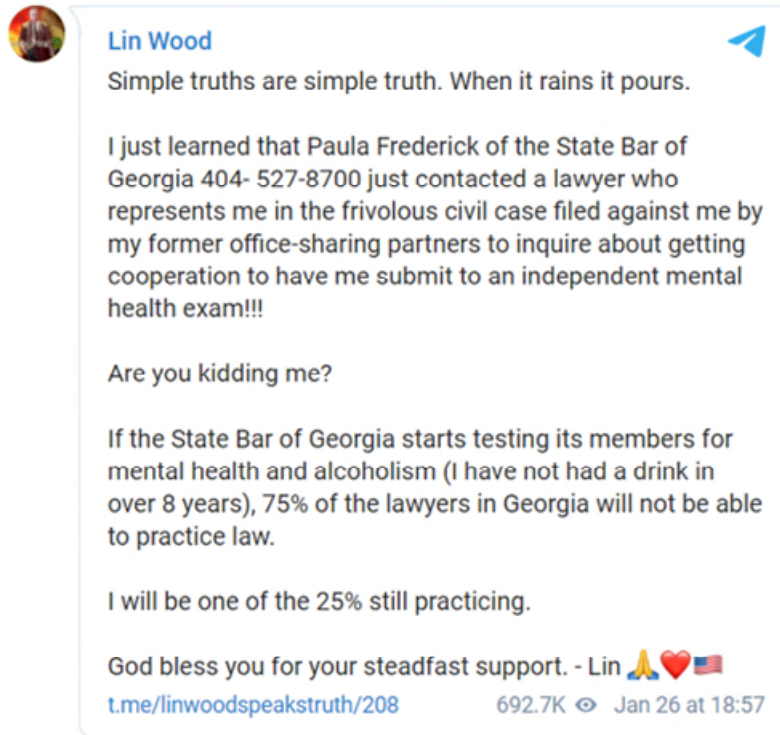 Lin Wood
Simple truths are simple truth. When it rains it pours.
I just learned that Paula Frederick of the State Bar of
Georgia 404- 527-8700 just contacted a lawyer who
represents me in the frivolous civil case filed against me by
my former office-sharing partners to inquire about getting
cooperation to have me submit to an independent mental
health exam!!!
Are you kidding me?
If the State Bar of Georgia starts testing its members for
mental health and alcoholism (I have not had a drink in
over 8 years), 75% of the lawyers in Georgia will not be able
to practice law.
I will be one of the 25% still practicing.
God bless you for your steadfast support. - Lin 🙏❤️🇺🇸
t.me/linwoodspeakstruth/208 692.7K Jan 26 at 18:57